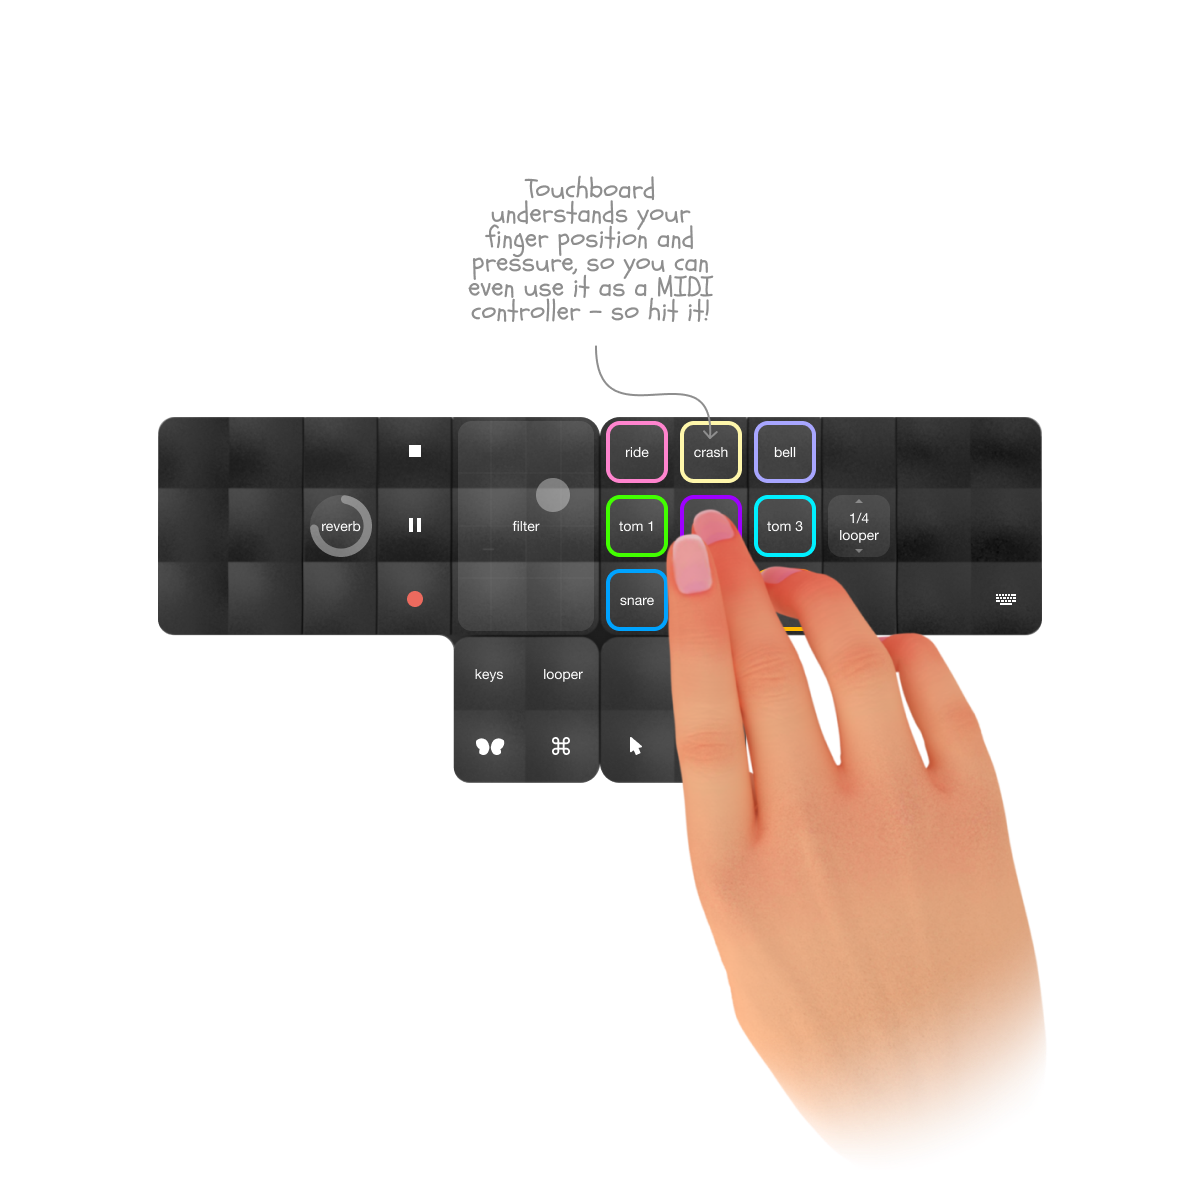 Touchboard
understands your
finger position and
pressure, so you can
even use it as a MIDI
controller – so hit it!
ride
crash
bell
reverb
filter
tom 1
tom 3
1/4
looper
snare
keys
looper